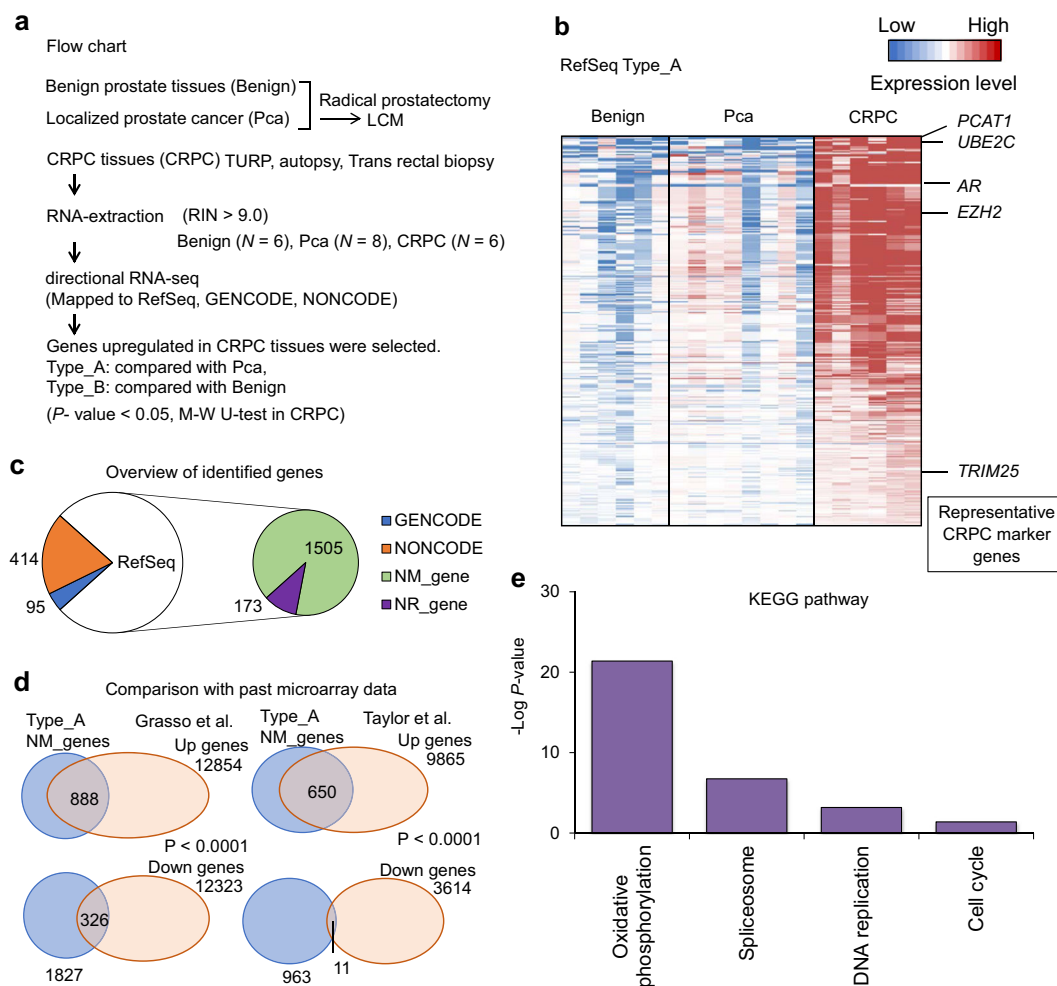 a
Flow chart
Benign prostate tissues (Benign)
Localized prostate cancer (Pca)
Radical prostatectomy
LCM
CRPC tissues (CRPC) TURP, autopsy, Trans rectal biopsy
RNA-extraction (RIN > 9.0)
Benign (N = 6), Pca (N = 8), CRPC (N = 6)
directional RNA-seq
(Mapped to RefSeq, GENCODE, NONCODE)
Genes upregulated in CRPC tissues were selected.
Type_A: compared with Pca,
Type_B: compared with Benign
(P- value < 0.05, M-W U-test in CRPC)
b
Low High
Expression level
RefSeq Type_A
Benign Pca CRPC
PCAT1
UBE2C
AR
EZH2
TRIM25
Representative
CRPC marker
genes
c
Overview of identified genes
414
95
RefSeq
1505
173
GENCODE
NONCODE
NM_gene
NR_gene
d
Comparison with past microarray data
Type_A
NM_genes
Grasso et al.
Up genes
12854
888
P < 0.0001
Down genes
12323
326
1827
Type_A
NM_genes
Taylor et al.
Up genes
9865
650
P < 0.0001
Down genes
3614
963
11
e
KEGG pathway
-Log P-value
30
20
10
0
Oxidative
phosphorylation
Spliceosome
DNA replication
Cell cycle